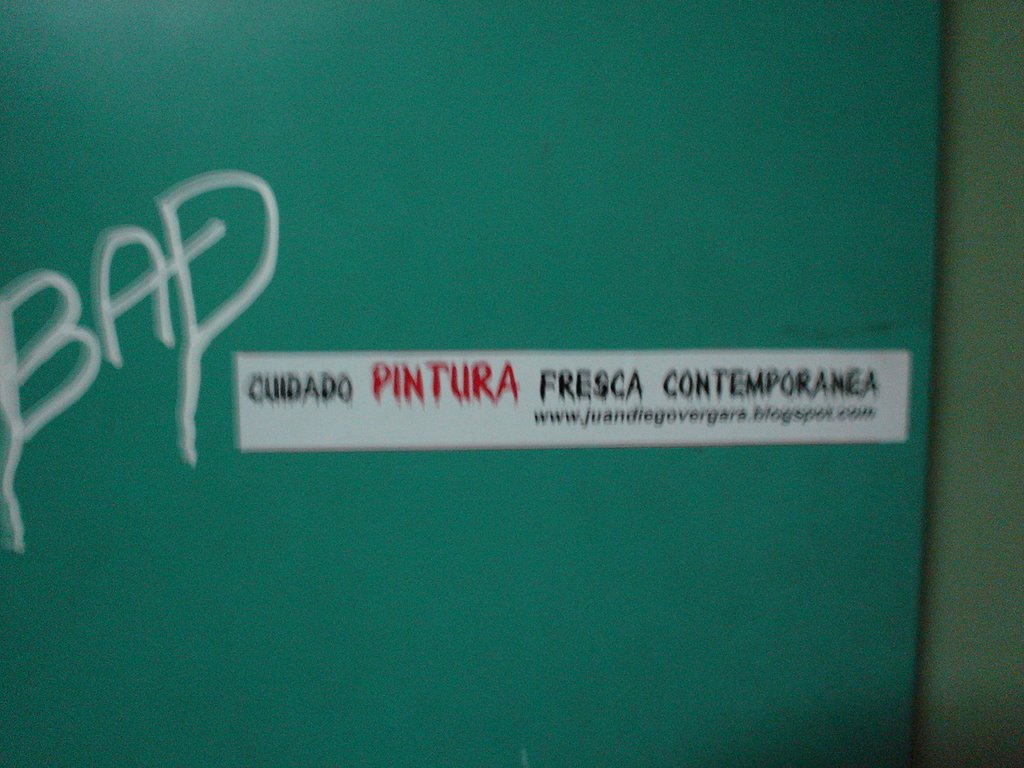 BAD
CUIDADO PINTURA FRESCA CONTEMPORANEA
www.juandiegovergara.blogspot.com